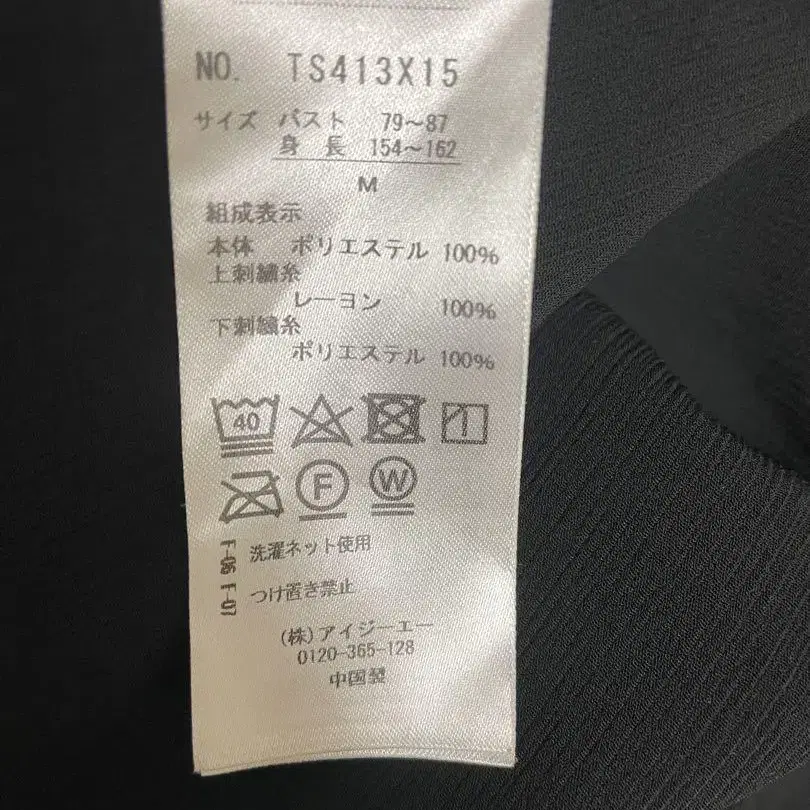 NO. TS413X15
サイズ バスト 79〜87
身 長 154〜162
M
組成表示
本体 ポリエステル 100%
上刺繍糸
レーヨン 100%
下刺繍糸
ポリエステル 100%
40
F
W
F-06 洗濯ネット使用
F-07 つけ置き禁止
(株)アイジーエー
0120-365-128
中国製